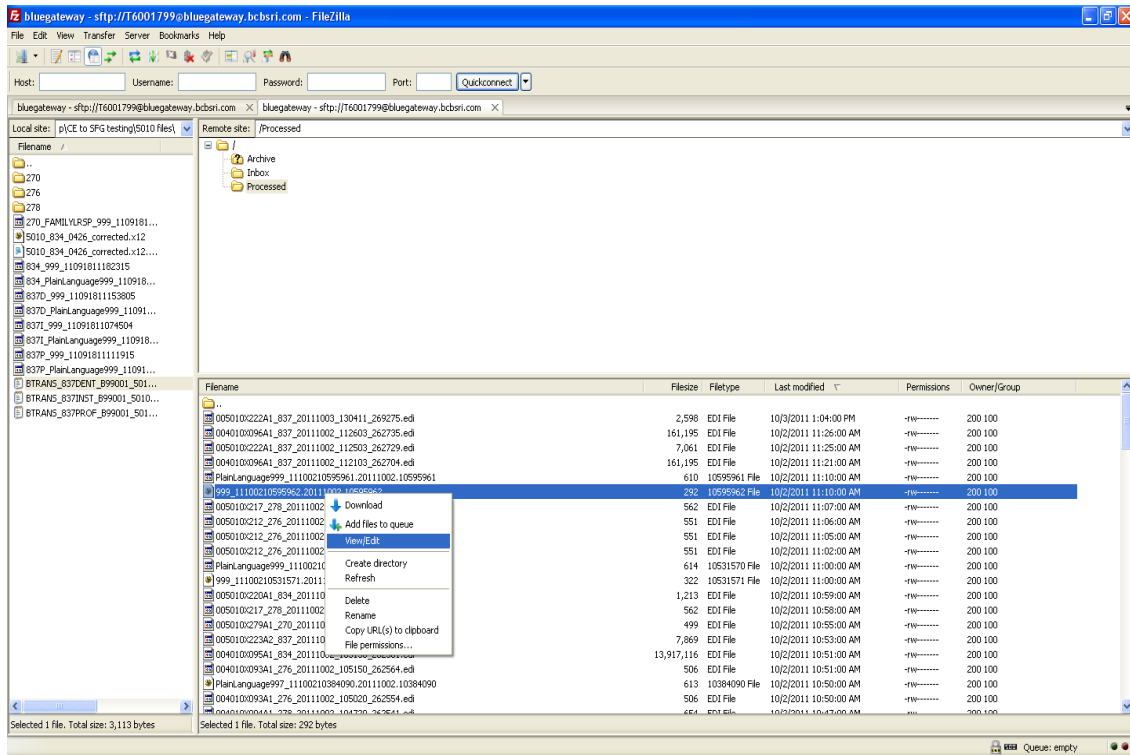 bluegateway - sftp://T6001799@bluegateway.bcbsri.com - FileZilla
File Edit View Transfer Server Bookmarks Help
Host: Username: Password: Port: Quickconnect
bluegateway - sftp://T6001799@bluegateway.bcbsri.com × bluegateway - sftp://T6001799@bluegateway.bcbsri.com ×
Local site: p\CE to SFG testing\5010 files\
Filename
..
270
276
278
270_FAMILYLRSP_999_1109181...
5010_834_0426_corrected.x12
5010_834_0426_corrected.x12....
834_999_11091811182315
834_PlainLanguage999_110918...
837D_999_11091811153805
837D_PlainLanguage999_11091...
837I_999_11091811074504
837I_PlainLanguage999_110918...
837P_999_11091811111915
837P_PlainLanguage999_11091...
BTRANS_837DENT_B99001_501...
BTRANS_837INST_B99001_5010...
BTRANS_837PROF_B99001_501...
Selected 1 file. Total size: 3,113 bytes
Remote site: /Processed
/
Archive
Inbox
Processed
Filename Filesize Filetype Last modified Permissions Owner/Group
..
005010X222A1_837_20111003_130411_269275.edi 2,598 EDI File 10/3/2011 1:04:00 PM -rw------- 200 100
004010X096A1_837_20111002_112603_262735.edi 161,195 EDI File 10/2/2011 11:26:00 AM -rw------- 200 100
005010X222A1_837_20111002_112503_262729.edi 7,061 EDI File 10/2/2011 11:25:00 AM -rw------- 200 100
004010X096A1_837_20111002_112103_262704.edi 161,195 EDI File 10/2/2011 11:21:00 AM -rw------- 200 100
PlainLanguage999_11100210595961.20111002.10595961 610 10595961 File 10/2/2011 11:10:00 AM -rw------- 200 100
999_11100210595962.20111002.10595962 292 10595962 File 10/2/2011 11:10:00 AM -rw------- 200 100
005010X217_278_20111002 562 EDI File 10/2/2011 11:07:00 AM -rw------- 200 100
005010X212_276_20111002 551 EDI File 10/2/2011 11:06:00 AM -rw------- 200 100
005010X212_276_20111002 551 EDI File 10/2/2011 11:05:00 AM -rw------- 200 100
005010X212_276_20111002 551 EDI File 10/2/2011 11:02:00 AM -rw------- 200 100
PlainLanguage999_11100210 614 10531570 File 10/2/2011 11:00:00 AM -rw------- 200 100
999_11100210531571.2011 322 10531571 File 10/2/2011 11:00:00 AM -rw------- 200 100
005010X220A1_834_201110 1,213 EDI File 10/2/2011 10:59:00 AM -rw------- 200 100
005010X217_278_20111002 562 EDI File 10/2/2011 10:58:00 AM -rw------- 200 100
005010X279A1_270_201110 499 EDI File 10/2/2011 10:55:00 AM -rw------- 200 100
005010X223A2_837_201110 7,869 EDI File 10/2/2011 10:53:00 AM -rw------- 200 100
004010X095A1_834_20111002 13,917,116 EDI File 10/2/2011 10:51:00 AM -rw------- 200 100
004010X093A1_276_20111002_105150_262564.edi 506 EDI File 10/2/2011 10:51:00 AM -rw------- 200 100
PlainLanguage997_11100210384090.20111002.10384090 613 10384090 File 10/2/2011 10:50:00 AM -rw------- 200 100
004010X093A1_276_20111002_105020_262554.edi 506 EDI File 10/2/2011 10:50:00 AM -rw------- 200 100
Download
Add files to queue
View/Edit
Create directory
Refresh
Delete
Rename
Copy URL(s) to clipboard
File permissions...
Selected 1 file. Total size: 292 bytes
Queue: empty